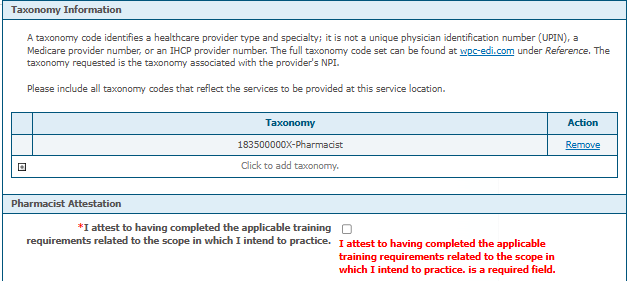 Taxonomy Information
A taxonomy code identifies a healthcare provider type and specialty; it is not a unique physician identification number (UPIN), a
Medicare provider number, or an IHCP provider number. The full taxonomy code set can be found at wpc-edi.com under Reference. The
taxonomy requested is the taxonomy associated with the provider's NPI.
Please include all taxonomy codes that reflect the services to be provided at this service location.
Taxonomy Action
183500000X-Pharmacist Remove
Click to add taxonomy.
Pharmacist Attestation
*I attest to having completed the applicable training
requirements related to the scope in which I intend to practice.
I attest to having completed the applicable
training requirements related to the scope in
which I intend to practice. is a required field.